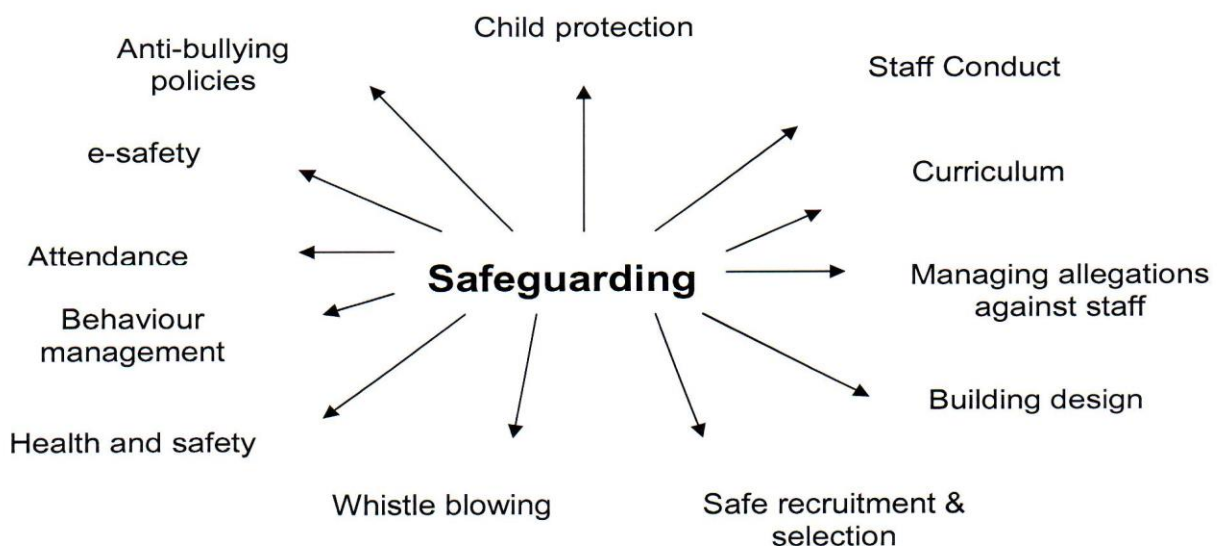 Child protection
Anti-bullying
policies
Staff Conduct
e-safety
Curriculum
Attendance
Safeguarding
Managing allegations
against staff
Behaviour
management
Building design
Health and safety
Whistle blowing
Safe recruitment &
selection